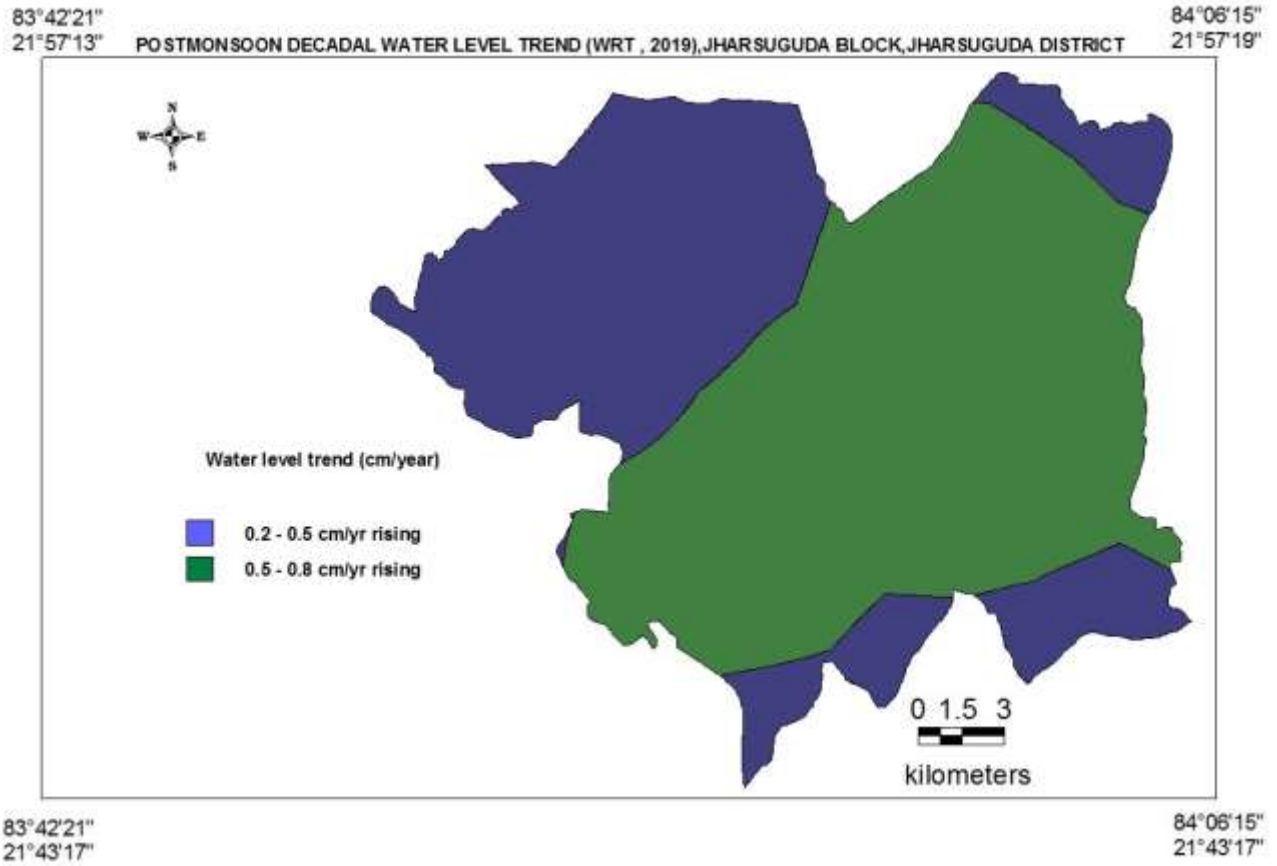 83°42'21"
21°57'13"
POSTMONSOON DECADAL WATER LEVEL TREND (WRT , 2019),JHARSUGUDA BLOCK,JHARSUGUDA DISTRICT
84°06'15"
21°57'19"
N
W E
S
Water level trend (cm/year)
0.2 - 0.5 cm/yr rising
0.5 - 0.8 cm/yr rising
0 1.5 3
kilometers
83°42'21"
21°43'17"
84°06'15"
21°43'17"